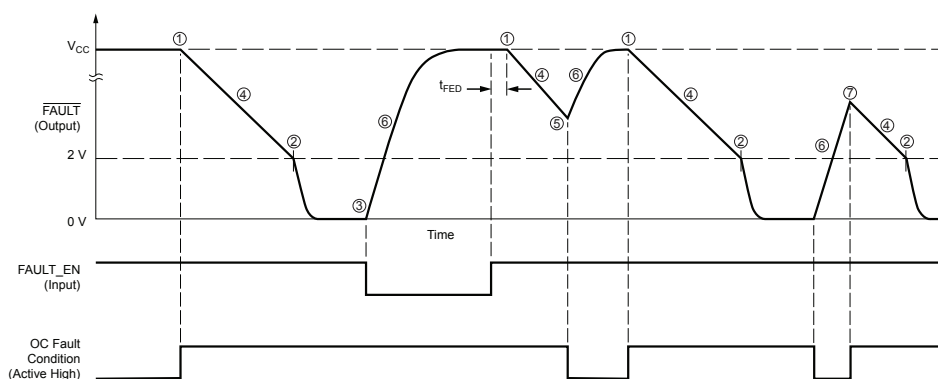 V_CC
① ① ①
④ ④ ⑥ ④ ⑦
t_FED
FAULT
(Output)
⑥ ⑤ ⑥ ④
2 V ② ② ②
0 V ③
Time
FAULT_EN
(Input)
OC Fault
Condition
(Active High)